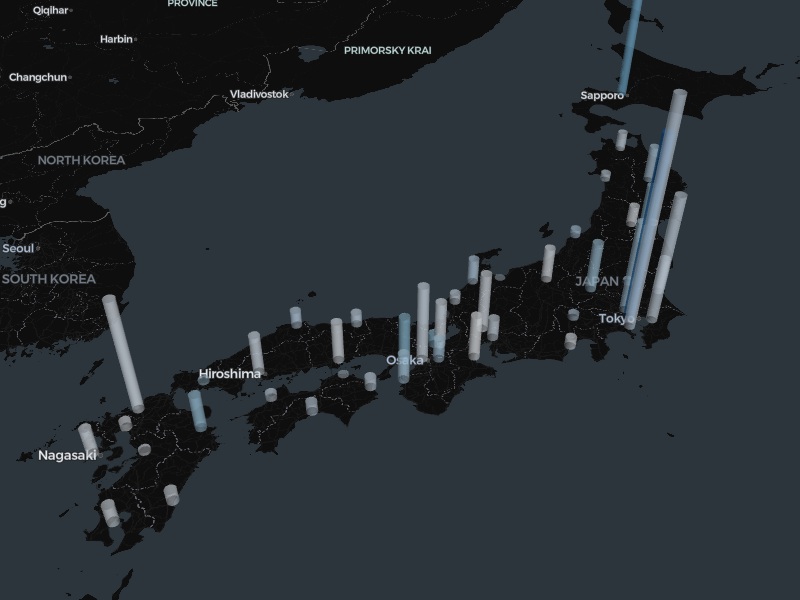 PROVINCE
Qiqihar
Harbin
PRIMORSKY KRAI
Changchun
Vladivostok
Sapporo
NORTH KOREA
g
Seoul
SOUTH KOREA
JAPAN
Tokyo
Osaka
Hiroshima
Nagasaki